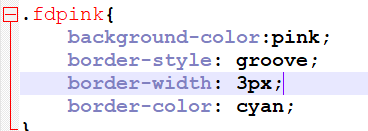 .fdpink{
background-color:pink;
border-style: groove;
border-width: 3px;
border-color: cyan;
}